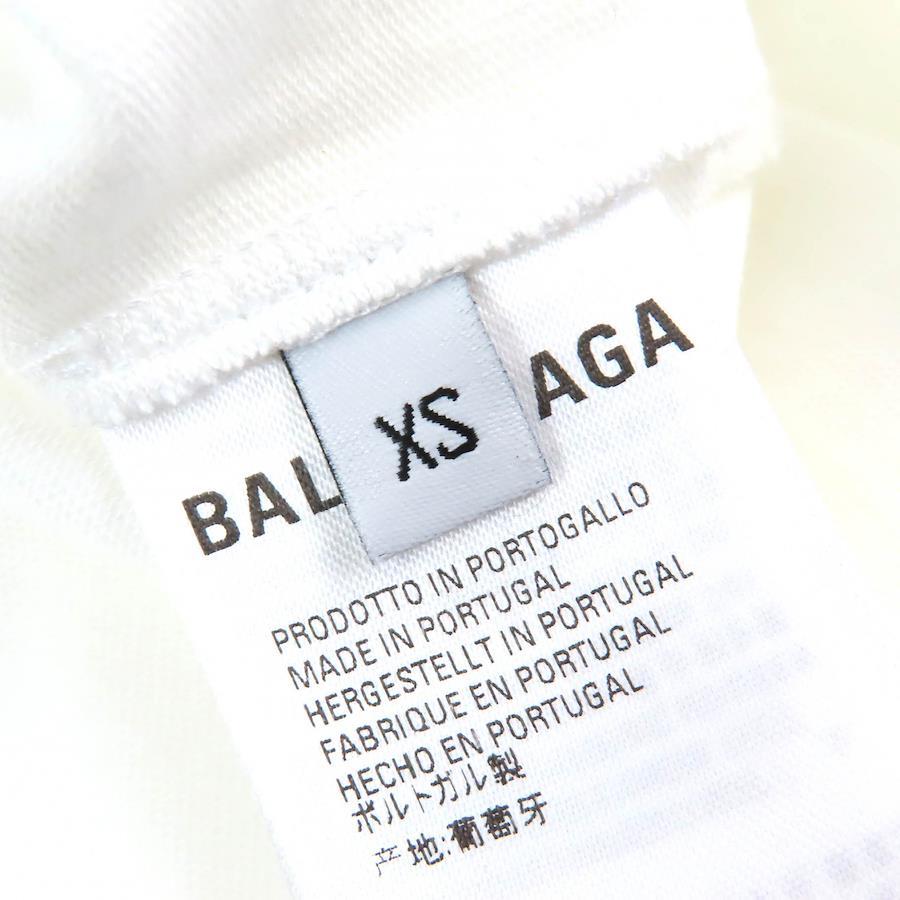 BAL AGA
XS
PRODOTTO IN PORTOGALLO
MADE IN PORTUGAL
HERGESTELLT IN PORTUGAL
FABRIQUE EN PORTUGAL
HECHO EN PORTUGAL
ポルトガル製
产地:葡萄牙